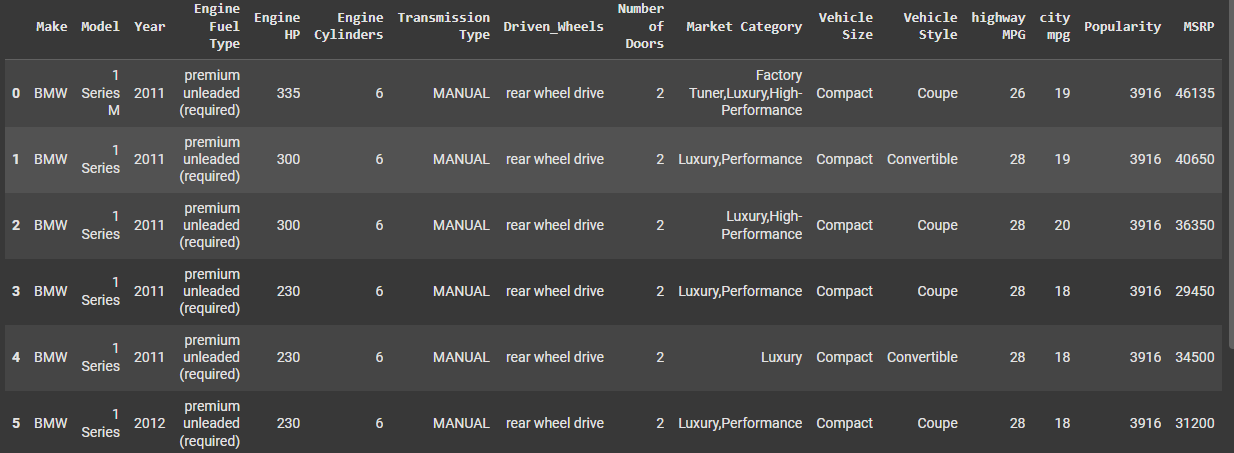 Make Model Year Engine Fuel Type Engine HP Engine Cylinders Transmission Type Driven_Wheels Number of Doors Market Category Vehicle Size Vehicle Style highway MPG city mpg Popularity MSRP
0 BMW 1 Series M 2011 premium unleaded (required) 335 6 MANUAL rear wheel drive 2 Factory Tuner,Luxury,High-Performance Compact Coupe 26 19 3916 46135
1 BMW 1 Series 2011 premium unleaded (required) 300 6 MANUAL rear wheel drive 2 Luxury,Performance Compact Convertible 28 19 3916 40650
2 BMW 1 Series 2011 premium unleaded (required) 300 6 MANUAL rear wheel drive 2 Luxury,High-Performance Compact Coupe 28 20 3916 36350
3 BMW 1 Series 2011 premium unleaded (required) 230 6 MANUAL rear wheel drive 2 Luxury,Performance Compact Coupe 28 18 3916 29450
4 BMW 1 Series 2011 premium unleaded (required) 230 6 MANUAL rear wheel drive 2 Luxury Compact Convertible 28 18 3916 34500
5 BMW 1 Series 2012 premium unleaded (required) 230 6 MANUAL rear wheel drive 2 Luxury,Performance Compact Coupe 28 18 3916 31200